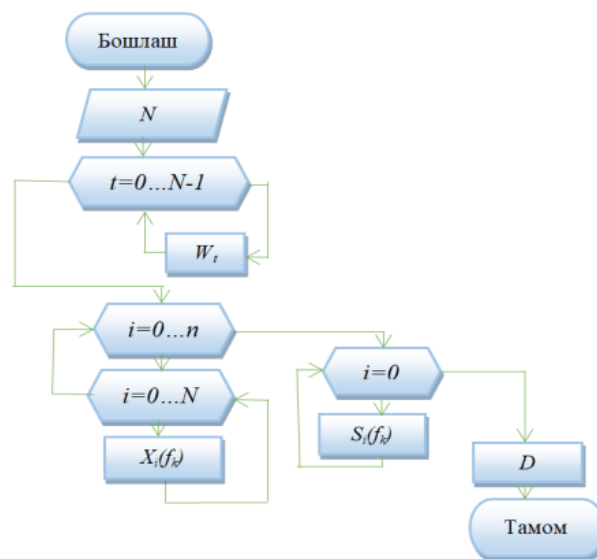 Бошлаш
N
t=0...N-1
Wₜ
i=0...n
i=0...N
Xᵢ(fₖ)
i=0
Sᵢ(fₖ)
D
Тамом